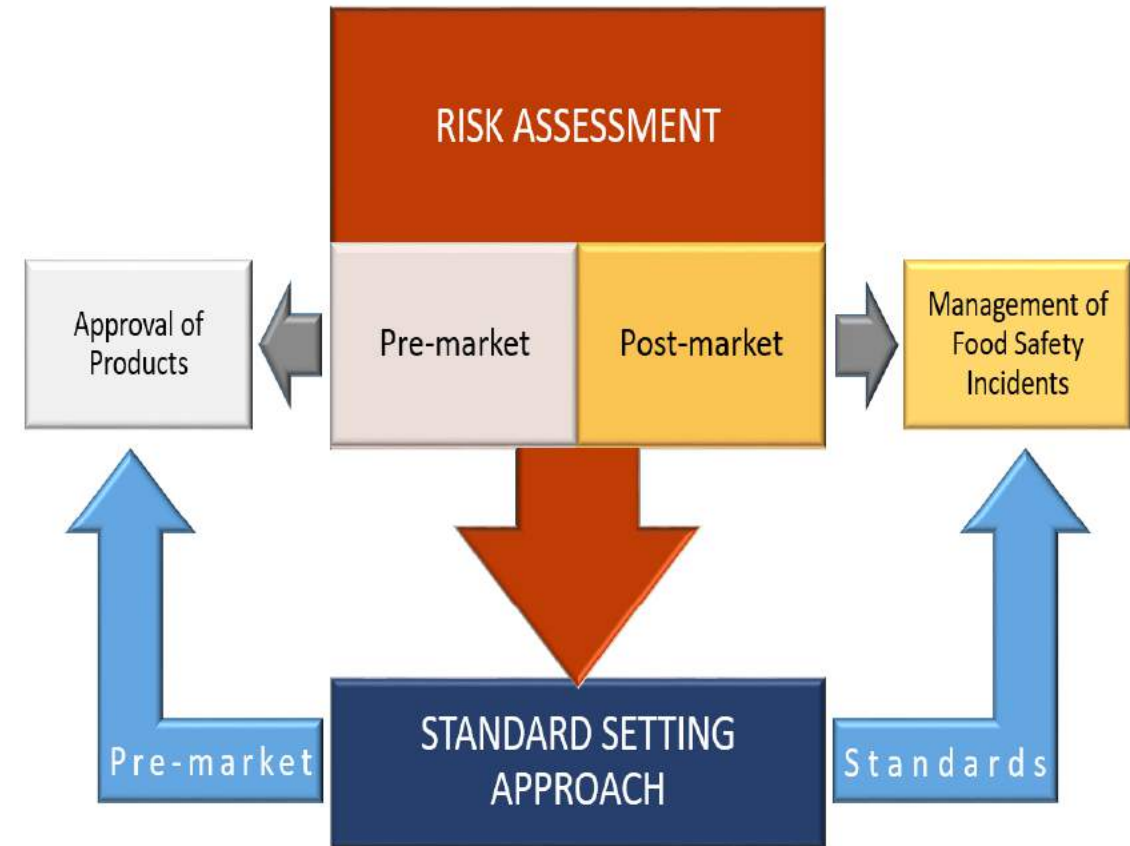 RISK ASSESSMENT
Approval of
Products
Pre-market
Post-market
Management of
Food Safety
Incidents
Pre-market
STANDARD SETTING
APPROACH
Standards